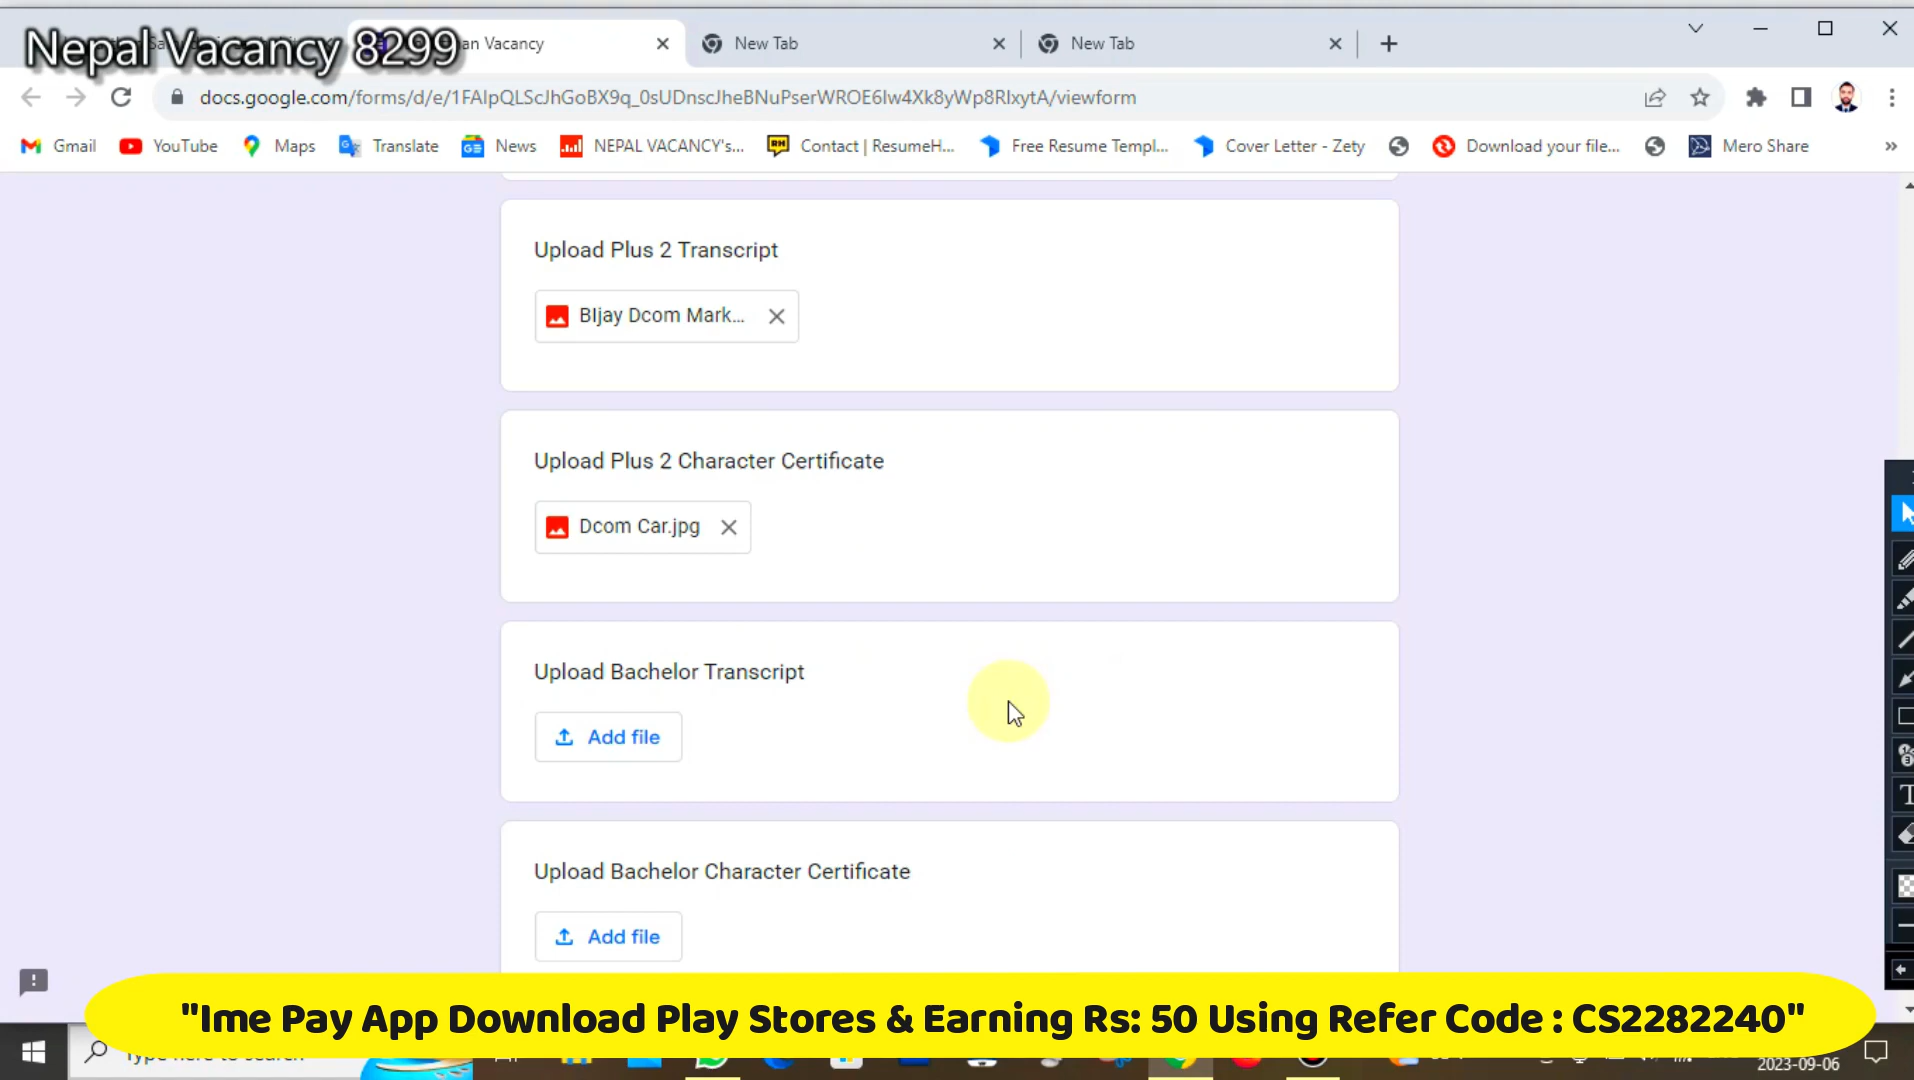 Nepal Vacancy 8299
an Vacancy
New Tab
New Tab
docs.google.com/forms/d/e/1FAIpQLScJhGoBX9q_0sUDnscJheBNuPserWROE6Iw4Xk8yWp8RIxytA/viewform
Gmail
YouTube
Maps
Translate
News
NEPAL VACANCY's...
Contact | ResumeH...
Free Resume Templ...
Cover Letter - Zety
Download your file...
Mero Share
Upload Plus 2 Transcript
BIjay Dcom Mark...
Upload Plus 2 Character Certificate
Dcom Car.jpg
Upload Bachelor Transcript
Add file
Upload Bachelor Character Certificate
Add file
"Ime Pay App Download Play Stores & Earning Rs: 50 Using Refer Code : CS2282240"
2023-09-06